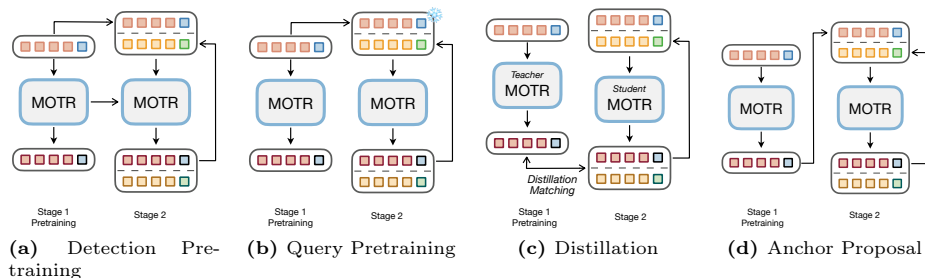 MOTR
MOTR
Stage 1
Pretraining
Stage 2
(a) Detection Pre-
training
MOTR
MOTR
Stage 1
Pretraining
Stage 2
(b) Query Pretraining
Teacher
MOTR
Student
MOTR
Distillation
Matching
Stage 1
Pretraining
Stage 2
(c) Distillation
MOTR
MOTR
Stage 1
Pretraining
Stage 2
(d) Anchor Proposal